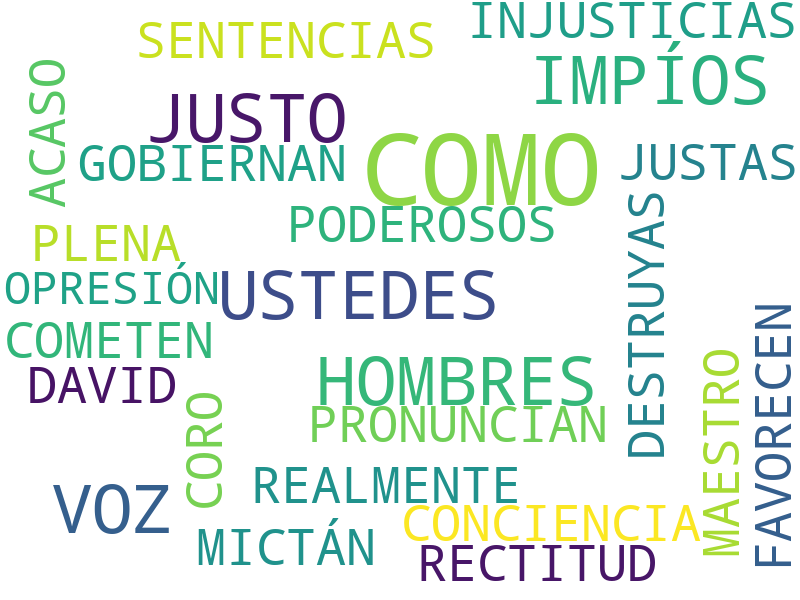 INJUSTICIAS
SENTENCIAS
IMPÍOS
ACASO
JUSTO
COMO
GOBIERNAN
JUSTAS
PODEROSOS
DESTRUYAS
PLENA
OPRESIÓN
USTEDES
COMETEN
FAVORECEN
HOMBRES
MAESTRO
DAVID
CORO
PRONUNCIAN
REALMENTE
VOZ
CONCIENCIA
MICTÁN
RECTITUD